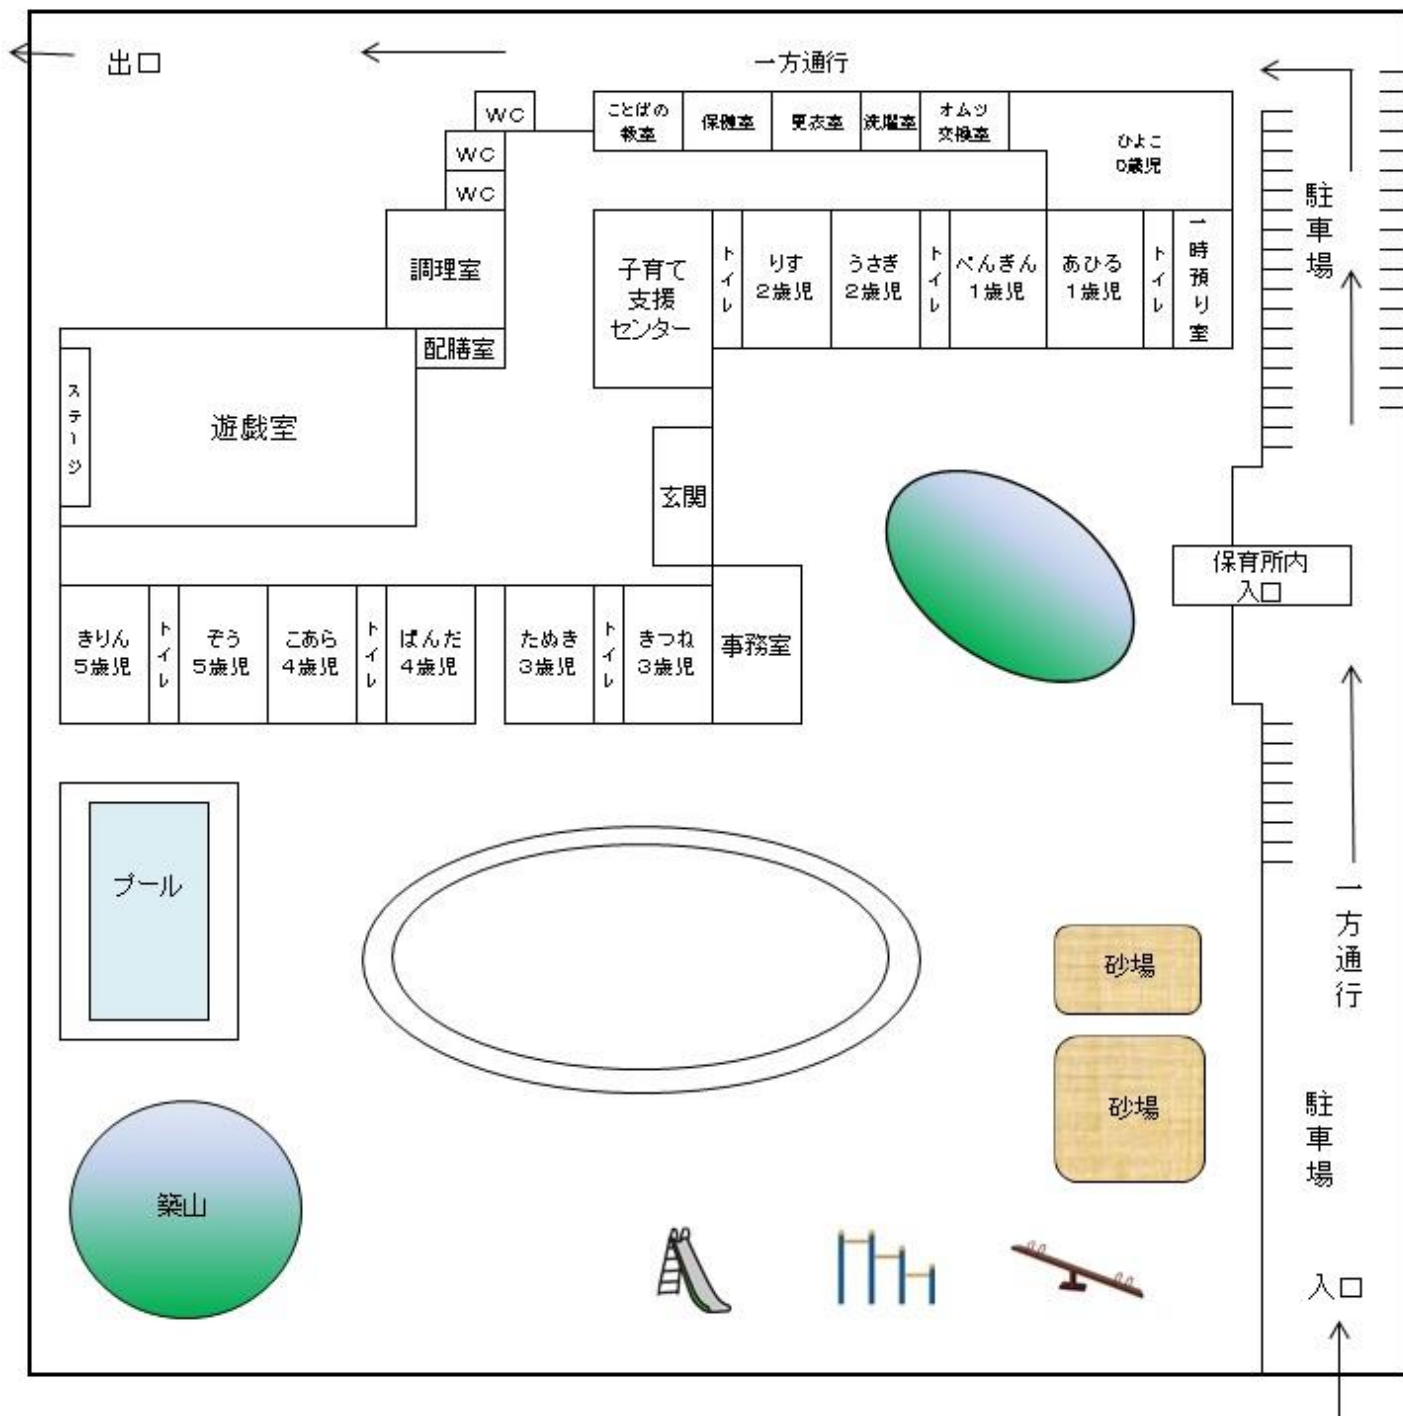 出口
一方通行
WC
WC
WC
ことばの
教室
保健室
更衣室
洗濯室
オムツ
交換室
ひよこ
0歳児
駐車場
調理室
配膳室
子育て
支援
センター
トイレ
りす
2歳児
うさぎ
2歳児
トイレ
ぺんぎん
1歳児
あひる
1歳児
トイレ
一時預り室
ステージ
遊戯室
玄関
保育所内
入口
きりん
5歳児
トイレ
ぞう
5歳児
こあら
4歳児
トイレ
ぱんだ
4歳児
たぬき
3歳児
トイレ
きつね
3歳児
事務室
プール
一方通行
砂場
砂場
駐車場
築山
入口